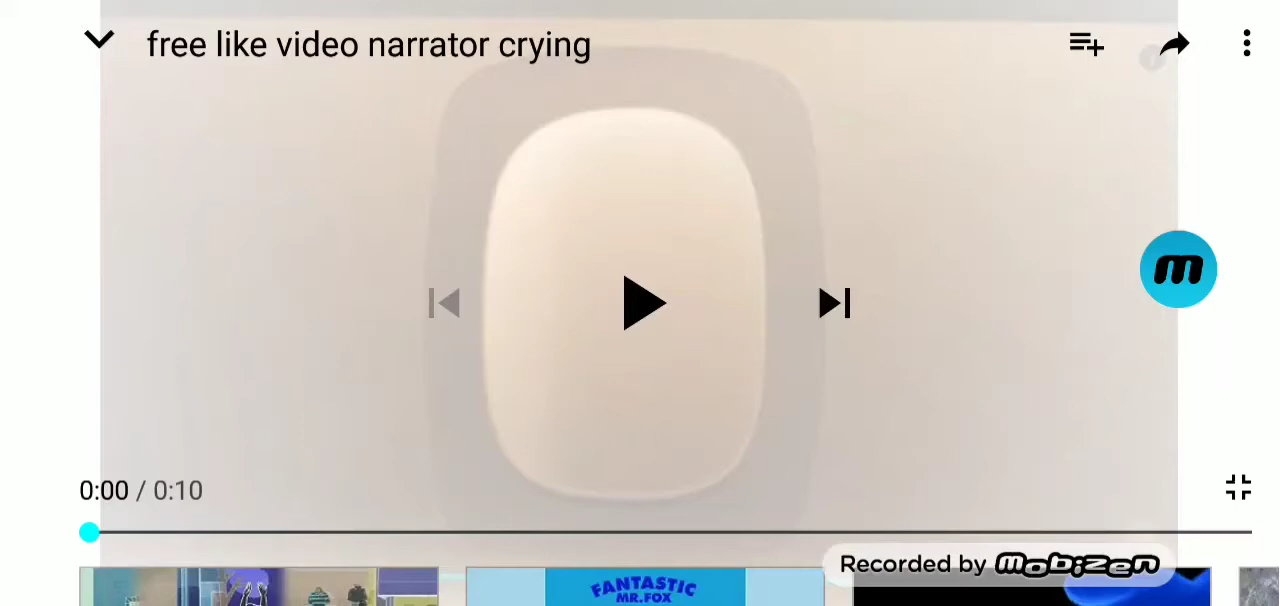 free like video narrator crying
m
0:00 / 0:10
Recorded by mobizen
FANTASTIC
MR.FOX